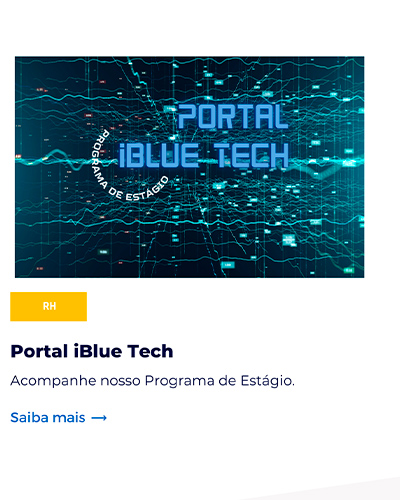 PORTAL
iBLUE TECH
PROGRAMA DE ESTÁGIO
RH
Portal iBlue Tech
Acompanhe nosso Programa de Estágio.
Saiba mais →